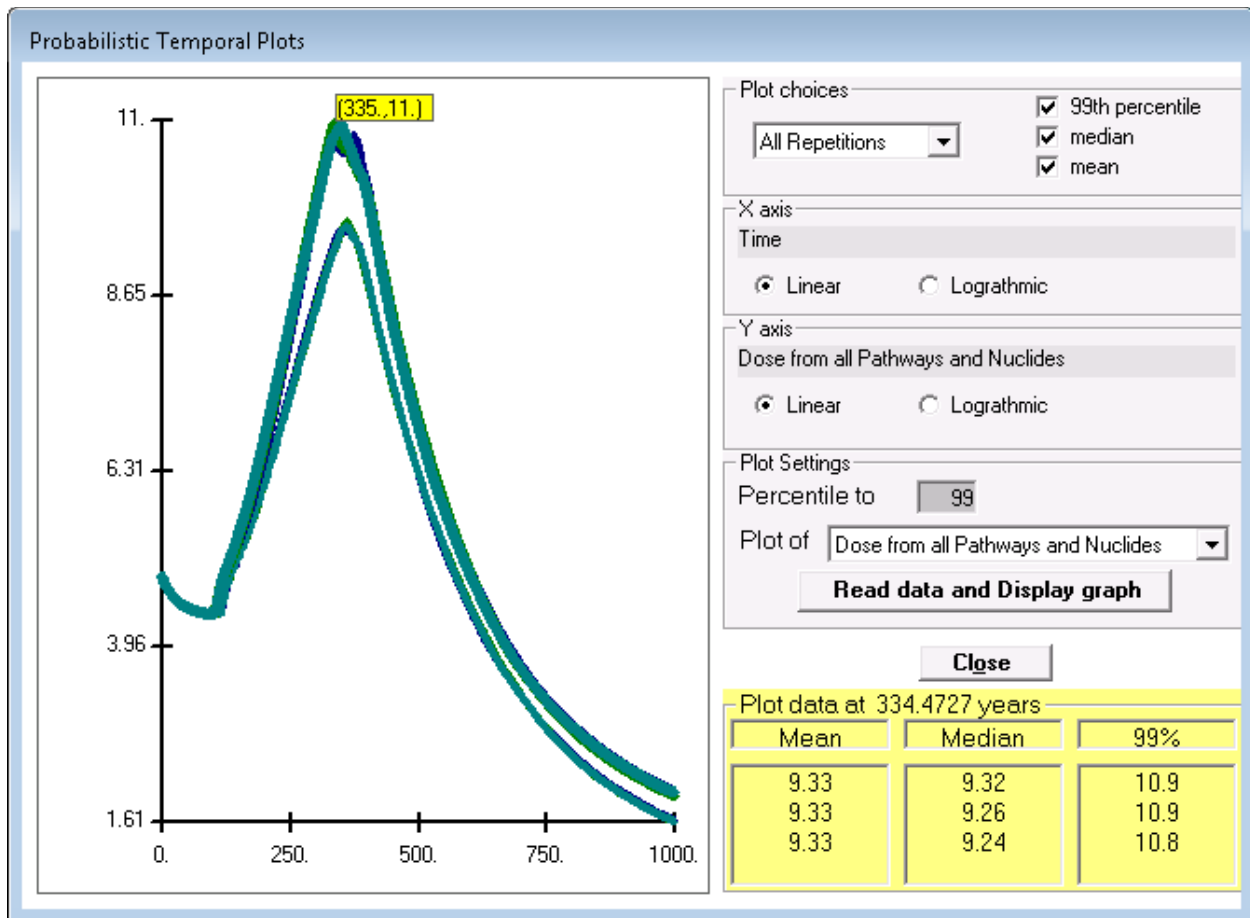 Probabilistic Temporal Plots
(335.,11.)
11.
8.65
6.31
3.96
1.61
0. 250. 500. 750. 1000.
Plot choices
All Repetitions
99th percentile
median
mean
X axis
Time
Linear Lograthmic
Y axis
Dose from all Pathways and Nuclides
Linear Lograthmic
Plot Settings
Percentile to 99
Plot of Dose from all Pathways and Nuclides
Read data and Display graph
Close
Plot data at 334.4727 years
Mean Median 99%
9.33 9.32 10.9
9.33 9.26 10.9
9.33 9.24 10.8